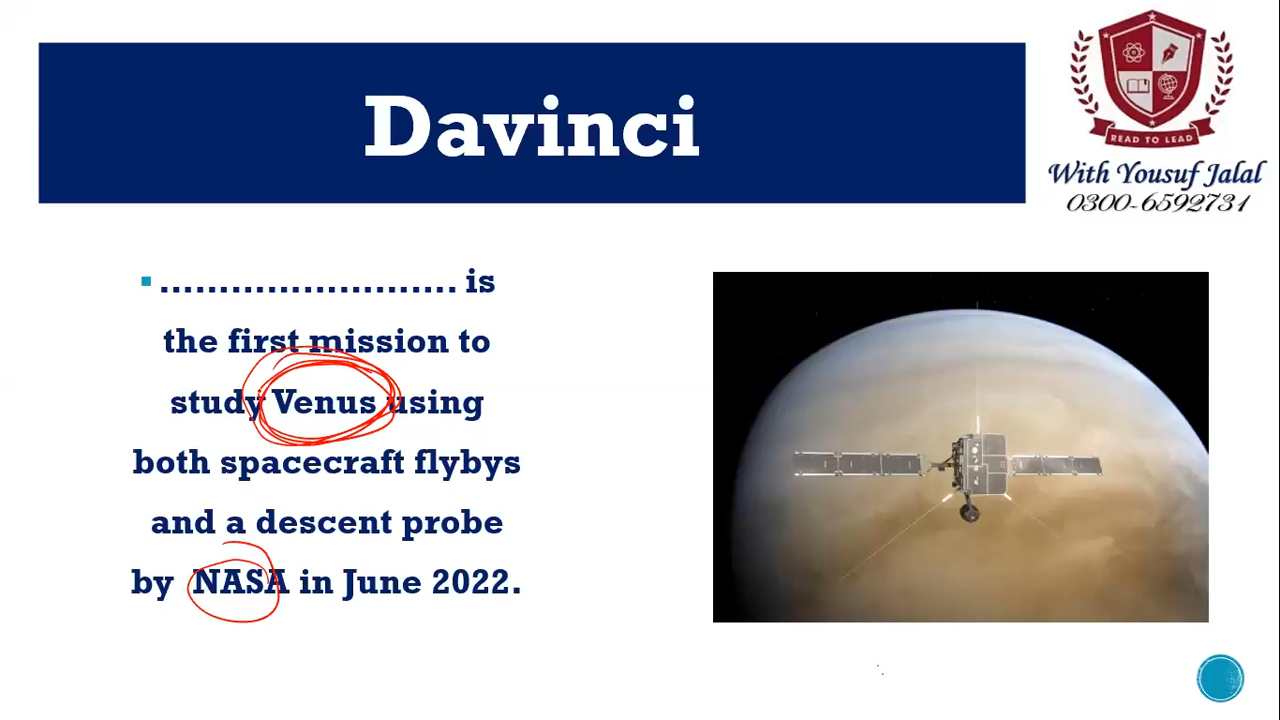 Davinci
READ TO LEAD
With Yousuf Jalal
0300-6592731
▪ ......................... is
the first mission to
study Venus using
both spacecraft flybys
and a descent probe
by NASA in June 2022.